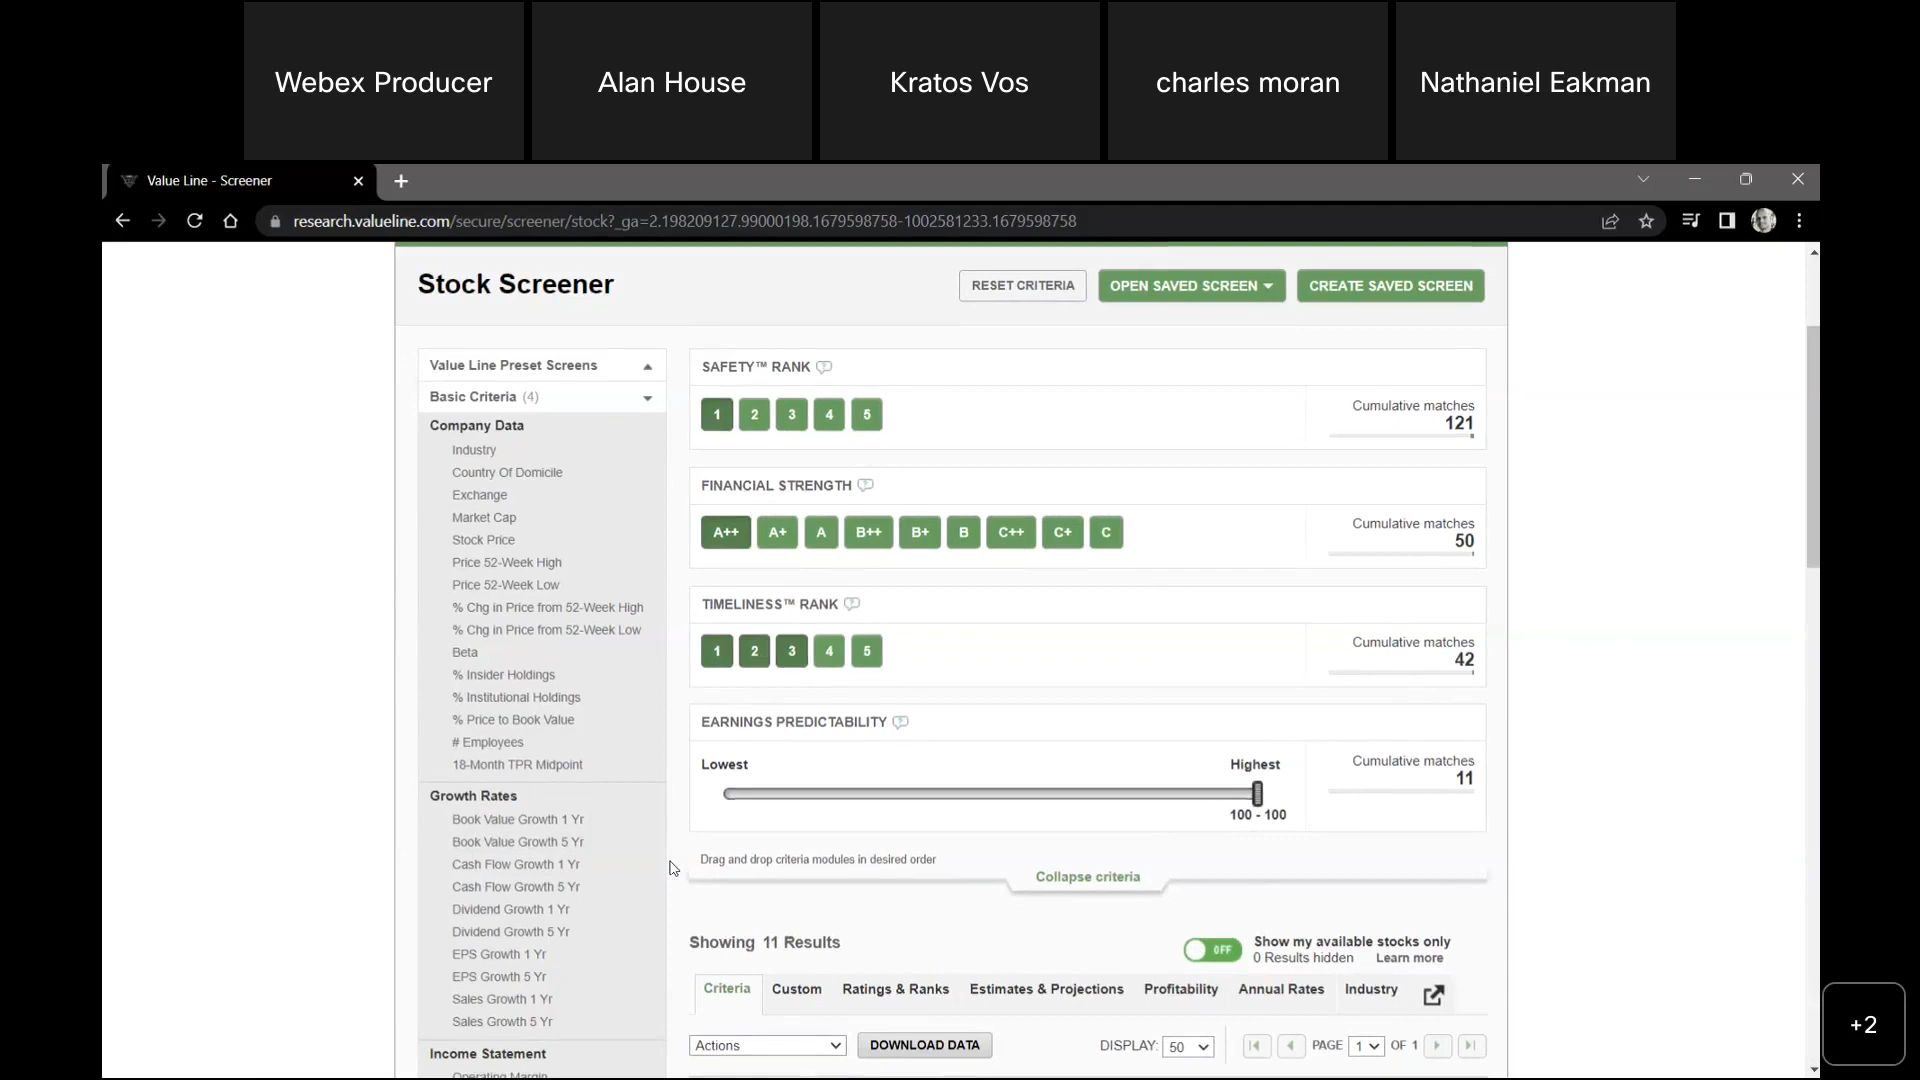 Webex Producer
Alan House
Kratos Vos
charles moran
Nathaniel Eakman
Value Line - Screener
research.valueline.com/secure/screener/stock?_ga=2.198209127.99000198.1679598758-1002581233.1679598758
Stock Screener
RESET CRITERIA
OPEN SAVED SCREEN
CREATE SAVED SCREEN
Value Line Preset Screens
Basic Criteria (4)
Company Data
Industry
Country Of Domicile
Exchange
Market Cap
Stock Price
Price 52-Week High
Price 52-Week Low
% Chg in Price from 52-Week High
% Chg in Price from 52-Week Low
Beta
% Insider Holdings
% Institutional Holdings
% Price to Book Value
# Employees
18-Month TPR Midpoint
Growth Rates
Book Value Growth 1 Yr
Book Value Growth 5 Yr
Cash Flow Growth 1 Yr
Cash Flow Growth 5 Yr
Dividend Growth 1 Yr
Dividend Growth 5 Yr
EPS Growth 1 Yr
EPS Growth 5 Yr
Sales Growth 1 Yr
Sales Growth 5 Yr
Income Statement
Operating Margin
SAFETY™ RANK
1 2 3 4 5
Cumulative matches
121
FINANCIAL STRENGTH
A++ A+ A B++ B+ B C++ C+ C
Cumulative matches
50
TIMELINESS™ RANK
1 2 3 4 5
Cumulative matches
42
EARNINGS PREDICTABILITY
Lowest
Highest
100 - 100
Cumulative matches
11
Drag and drop criteria modules in desired order
Collapse criteria
Showing 11 Results
OFF
Show my available stocks only
0 Results hidden Learn more
Criteria Custom Ratings & Ranks Estimates & Projections Profitability Annual Rates Industry
Actions
DOWNLOAD DATA
DISPLAY: 50
PAGE 1 OF 1
+2